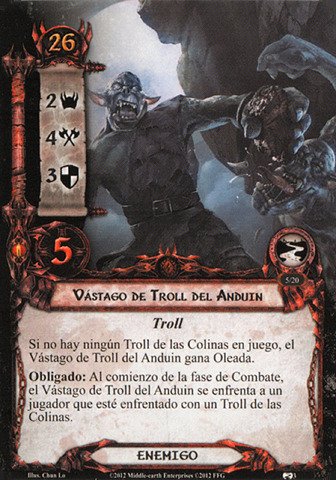 26
2
4
3
5
5/20
Vástago de Troll del Anduin
Troll
Si no hay ningún Troll de las Colinas en juego, el
Vástago de Troll del Anduin gana Oleada.
Obligado: Al comienzo de la fase de Combate,
el Vástago de Troll del Anduin se enfrenta a un
jugador que esté enfrentado con un Troll de las
Colinas.
ENEMIGO
Illus. Chun Lo ©2012 Middle-earth Enterprises ©2012 FFG